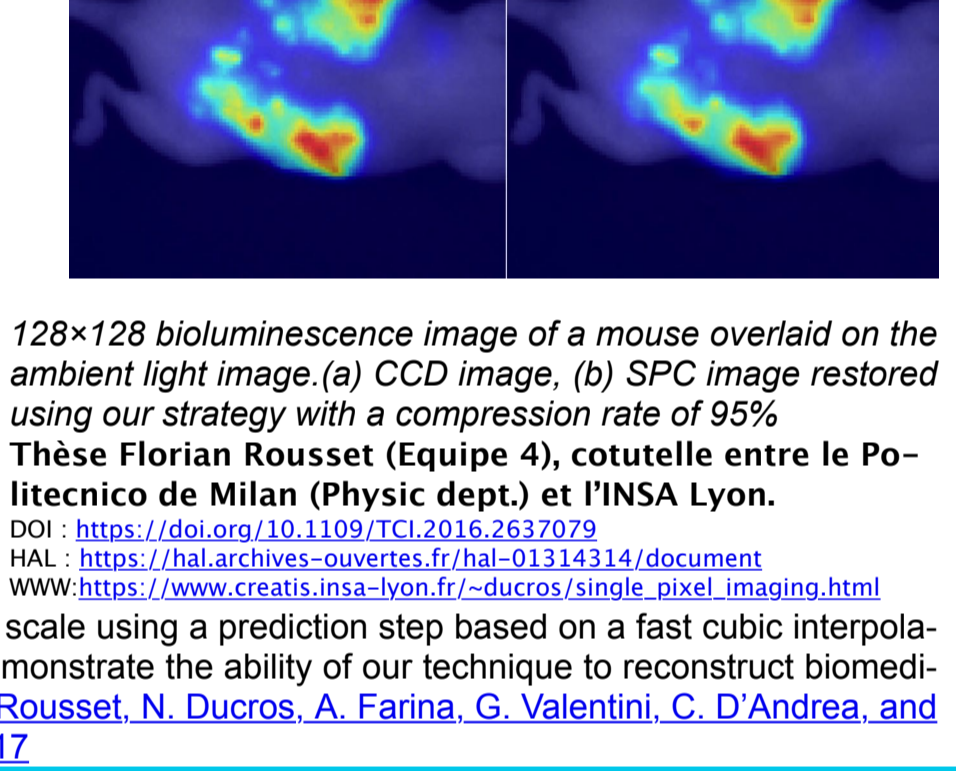 128×128 bioluminescence image of a mouse overlaid on the
ambient light image.(a) CCD image, (b) SPC image restored
using our strategy with a compression rate of 95%
Thèse Florian Rousset (Equipe 4), cotutelle entre le Po-
litecnico de Milan (Physic dept.) et l’INSA Lyon.
DOI : https://doi.org/10.1109/TCI.2016.2637079
HAL : https://hal.archives-ouvertes.fr/hal-01314314/document
WWW:https://www.creatis.insa-lyon.fr/~ducros/single_pixel_imaging.html
scale using a prediction step based on a fast cubic interpola-
monstrate the ability of our technique to reconstruct biomedi-
Rousset, N. Ducros, A. Farina, G. Valentini, C. D’Andrea, and
17